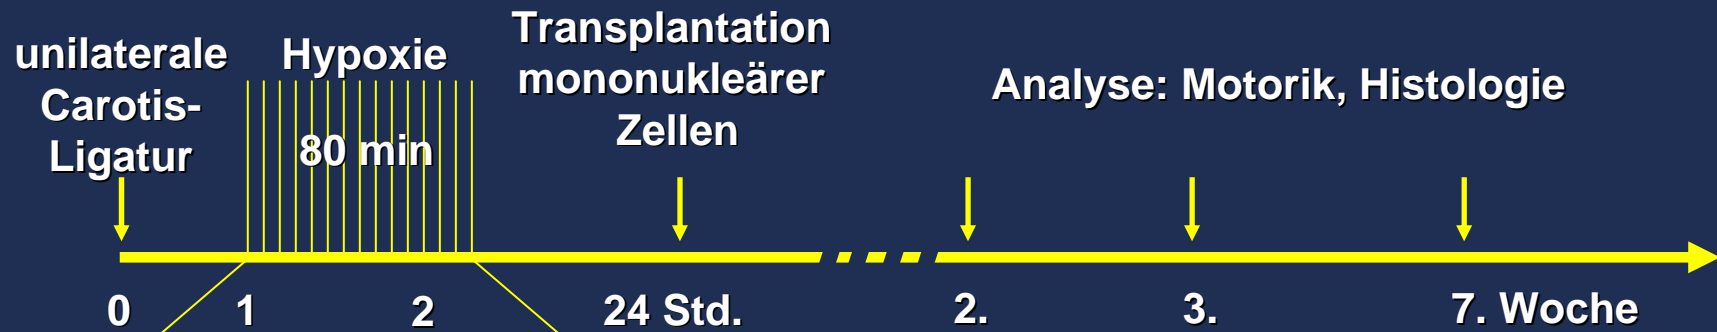 unilaterale
Carotis-
Ligatur
Hypoxie
80 min
Transplantation
mononukleärer
Zellen
Analyse: Motorik, Histologie
0 1 2 24 Std. 2. 3. 7. Woche